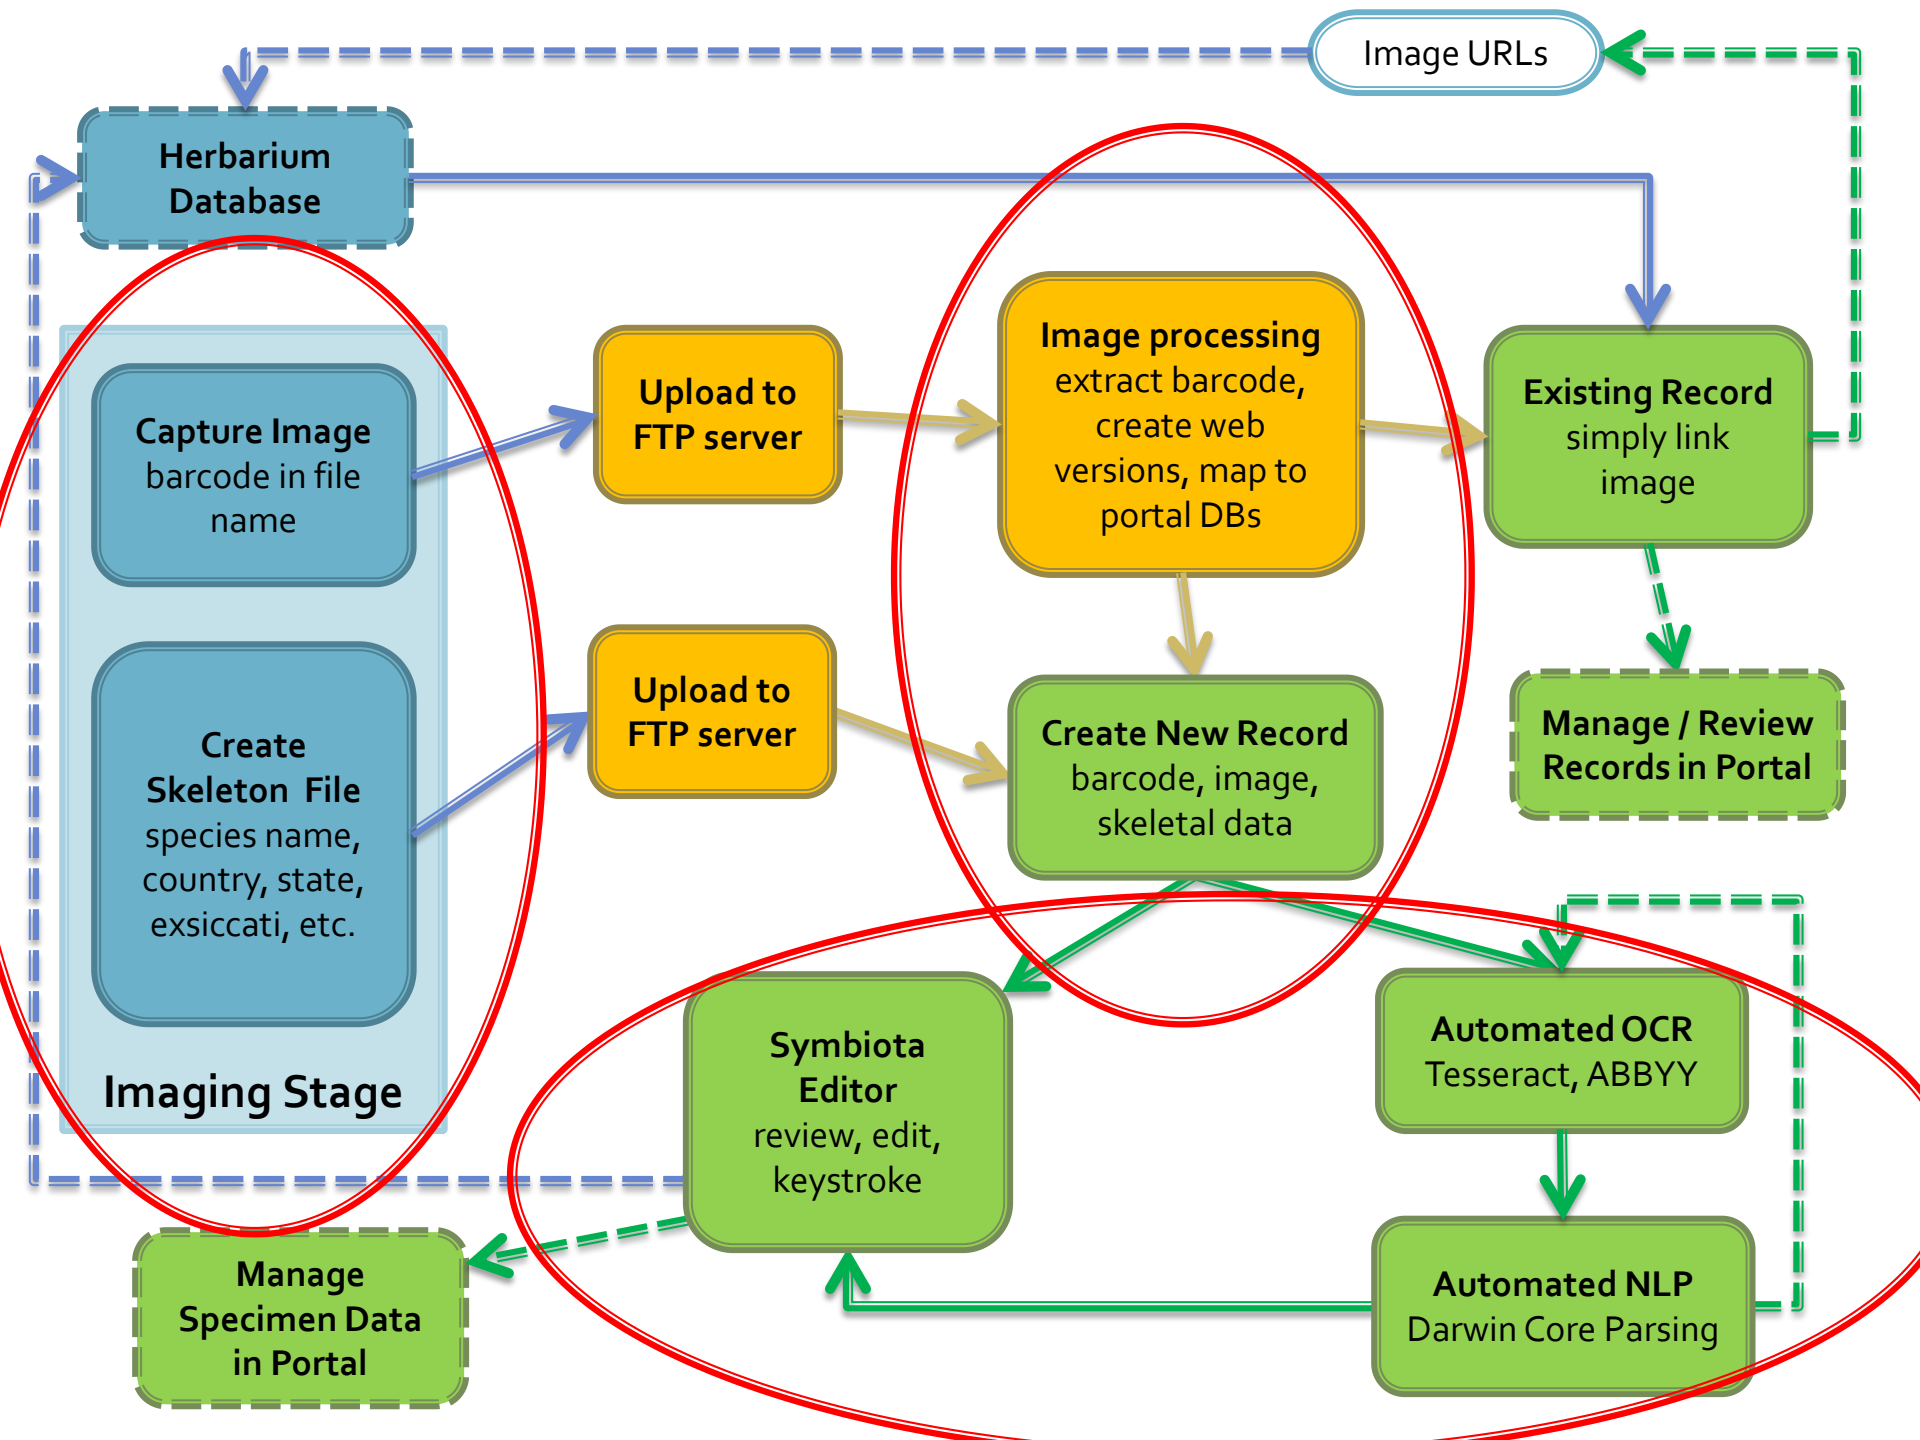 Image URLs
Herbarium
Database
Capture Image
barcode in file
name
Create
Skeleton File
species name,
country, state,
exsiccati, etc.
Imaging Stage
Upload to
FTP server
Upload to
FTP server
Image processing
extract barcode,
create web
versions, map to
portal DBs
Existing Record
simply link
image
Create New Record
barcode, image,
skeletal data
Manage / Review
Records in Portal
Symbiota
Editor
review, edit,
keystroke
Automated OCR
Tesseract, ABBYY
Automated NLP
Darwin Core Parsing
Manage
Specimen Data
in Portal